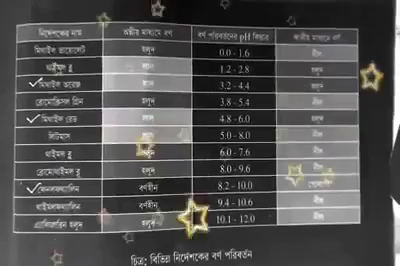 নির্দেশকের নাম অম্লীয় মাধ্যমে বর্ণ বর্ণ পরিবর্তনের pH বিস্তার ক্ষারীয় মাধ্যমে বর্ণ
মিথাইল ভায়োলেট হলুদ 0.0 - 1.6 নীল
থাইমল ব্লু লাল 1.2 - 2.8 হলুদ
মিথাইল অরেঞ্জ লাল 3.2 - 4.4 হলুদ
ব্রোমোক্রিসল গ্রিন হলুদ 3.8 - 5.4 নীল
মিথাইল রেড লাল 4.8 - 6.0 হলুদ
লিটমাস লাল 5.0 - 8.0 নীল
থাইমল ব্লু 6.0 - 7.6 নীল
ব্রোমোথাইমল ব্লু হলুদ 8.0 - 9.6 নীল
ফেনলফথ্যালিন বর্ণহীন 8.2 - 10.0
থাইমলফথ্যালিন বর্ণহীন 9.4 - 10.6 নীল
এ্যালিজেরিন হলুদ হলুদ 10.1 - 12.0
চিত্র: বিভিন্ন নির্দেশকের বর্ণ পরিবর্তন